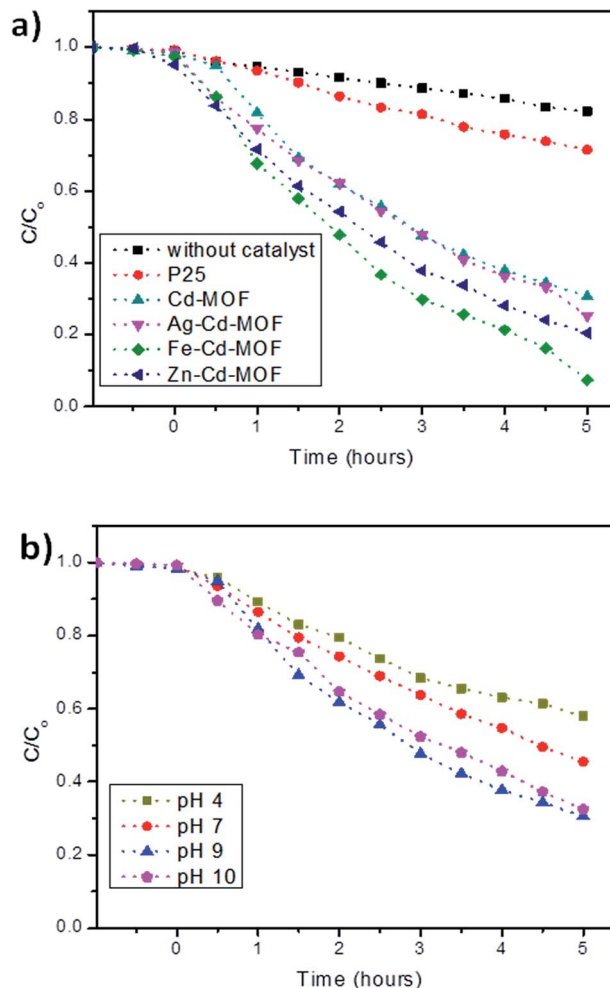 a)
1.0
0.8
0.6
0.4
0.2
0.0
C/Co
without catalyst
P25
Cd-MOF
Ag-Cd-MOF
Fe-Cd-MOF
Zn-Cd-MOF
0 1 2 3 4 5
Time (hours)
b)
1.0
0.8
0.6
0.4
0.2
0.0
C/Co
pH 4
pH 7
pH 9
pH 10
0 1 2 3 4 5
Time (hours)